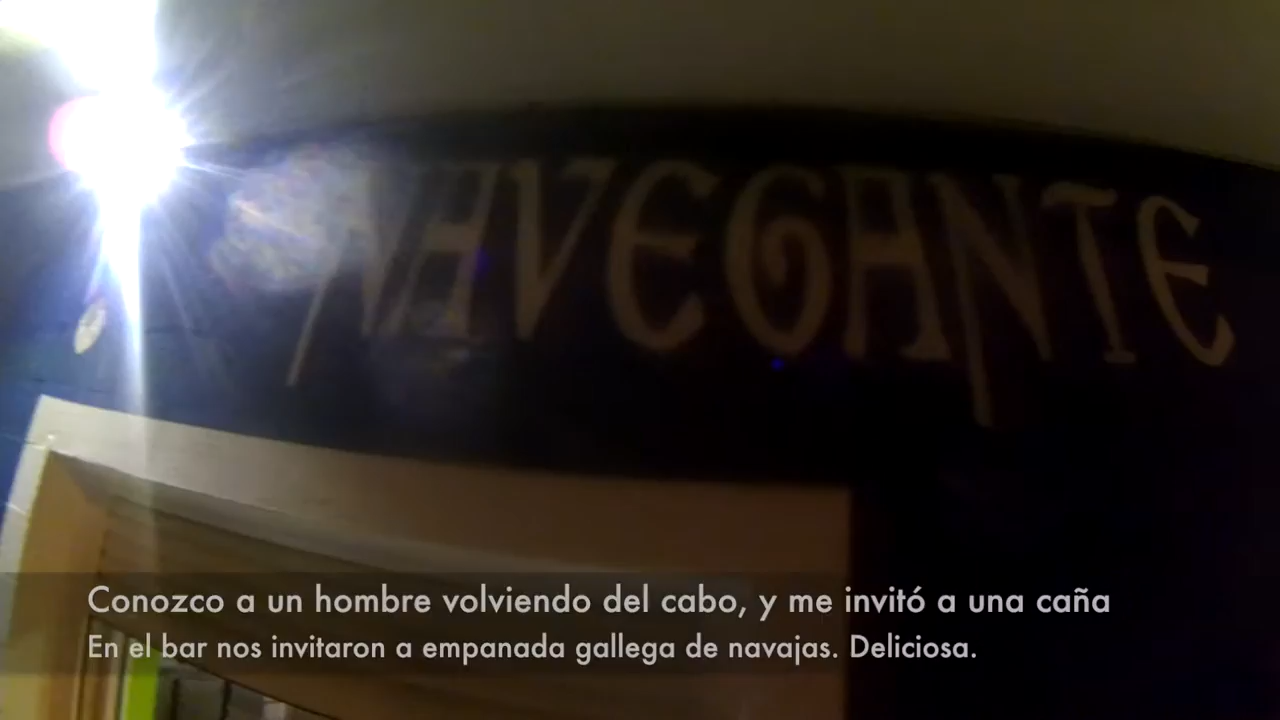 NAVEGANTE
Conozco a un hombre volviendo del cabo, y me invitó a una caña
En el bar nos invitaron a empanada gallega de navajas. Deliciosa.